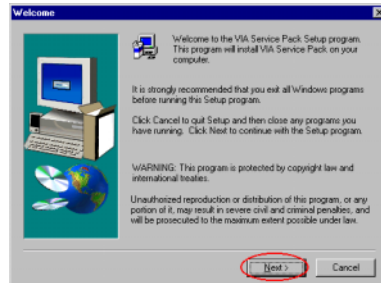 Welcome
Welcome to the VIA Service Pack Setup program.
This program will install VIA Service Pack on your
computer.
It is strongly recommended that you exit all Windows programs
before running this Setup program.
Click Cancel to quit Setup and then close any programs you
have running. Click Next to continue with the Setup program.
WARNING: This program is protected by copyright law and
international treaties.
Unauthorized reproduction or distribution of this program, or any
portion of it, may result in severe civil and criminal penalties, and
will be prosecuted to the maximum extent possible under law.
Next > Cancel